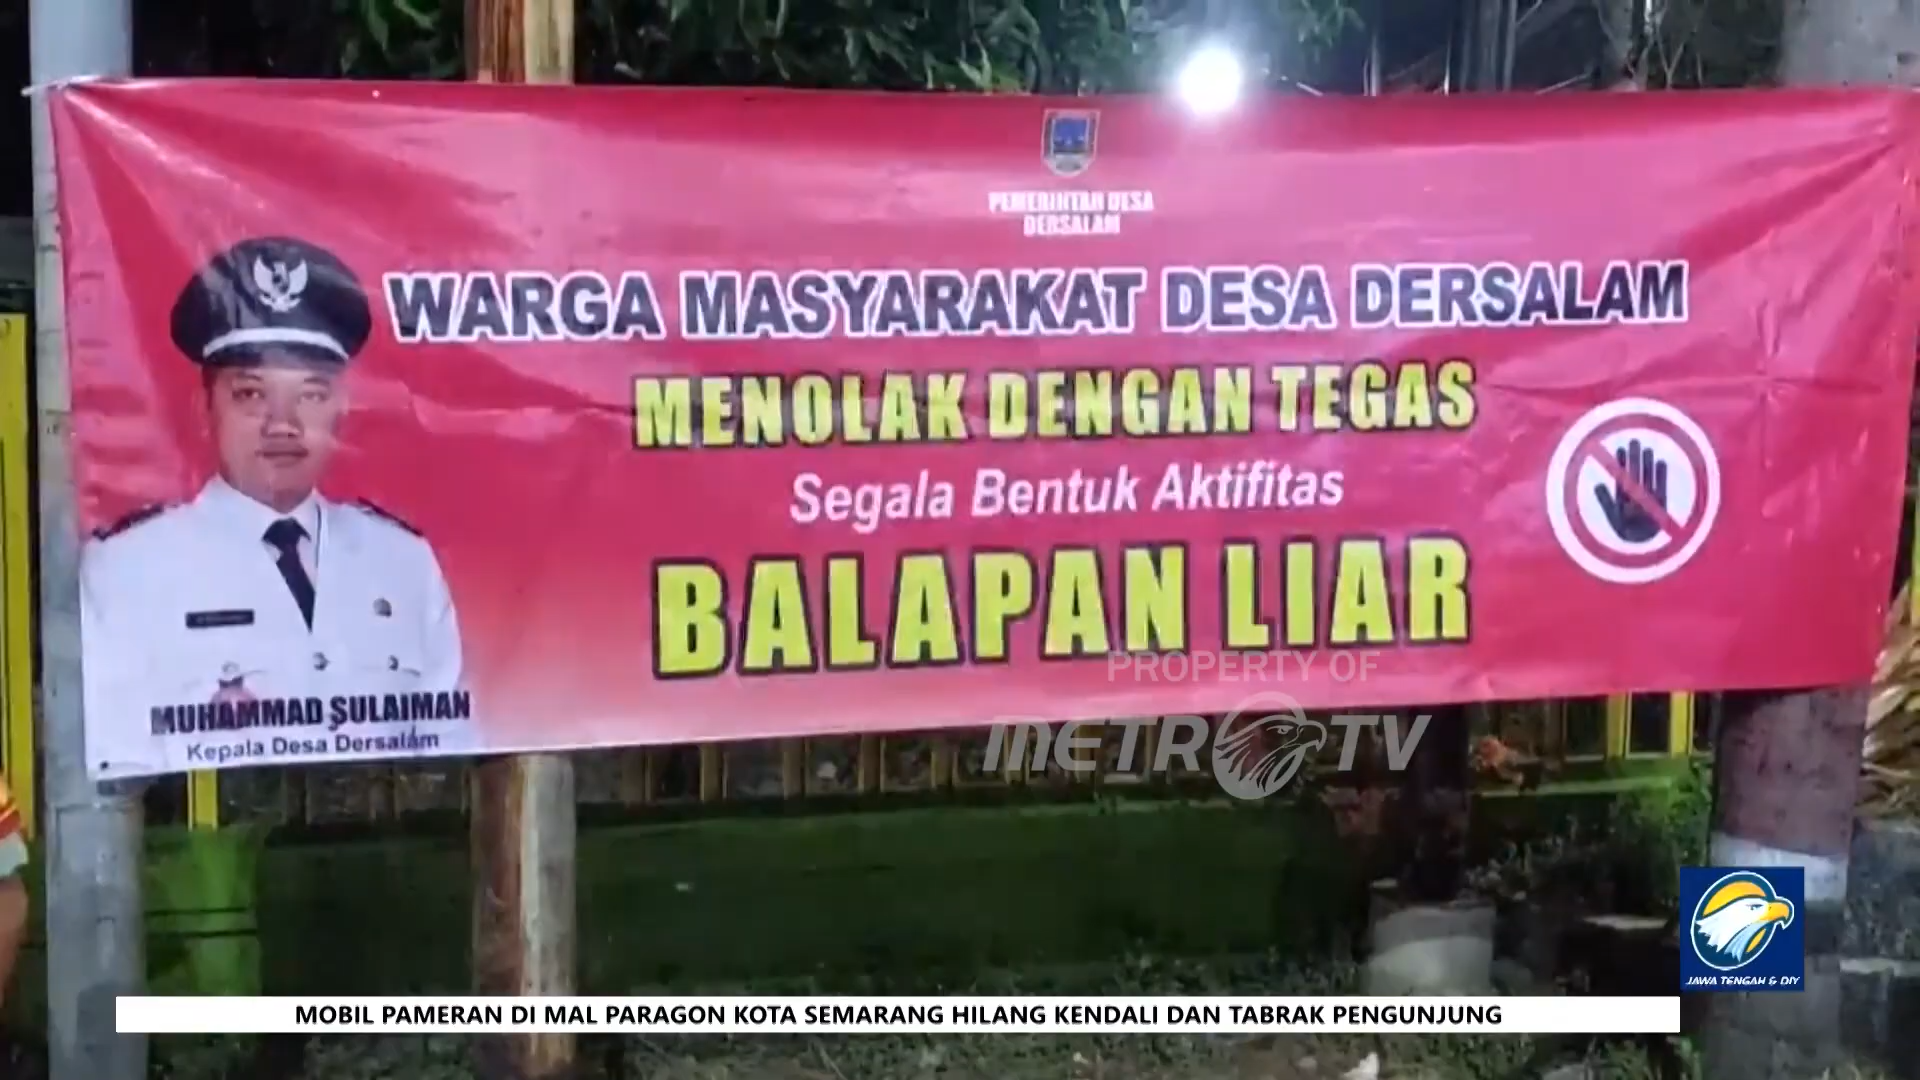 PEMERINTAH DESA
DERSALAM
WARGA MASYARAKAT DESA DERSALAM
MENOLAK DENGAN TEGAS
Segala Bentuk Aktifitas
BALAPAN LIAR
MUHAMMAD SULAIMAN
Kepala Desa Dersalam
PROPERTY OF
METRO TV
JAWA TENGAH & DIY
MOBIL PAMERAN DI MAL PARAGON KOTA SEMARANG HILANG KENDALI DAN TABRAK PENGUNJUNG